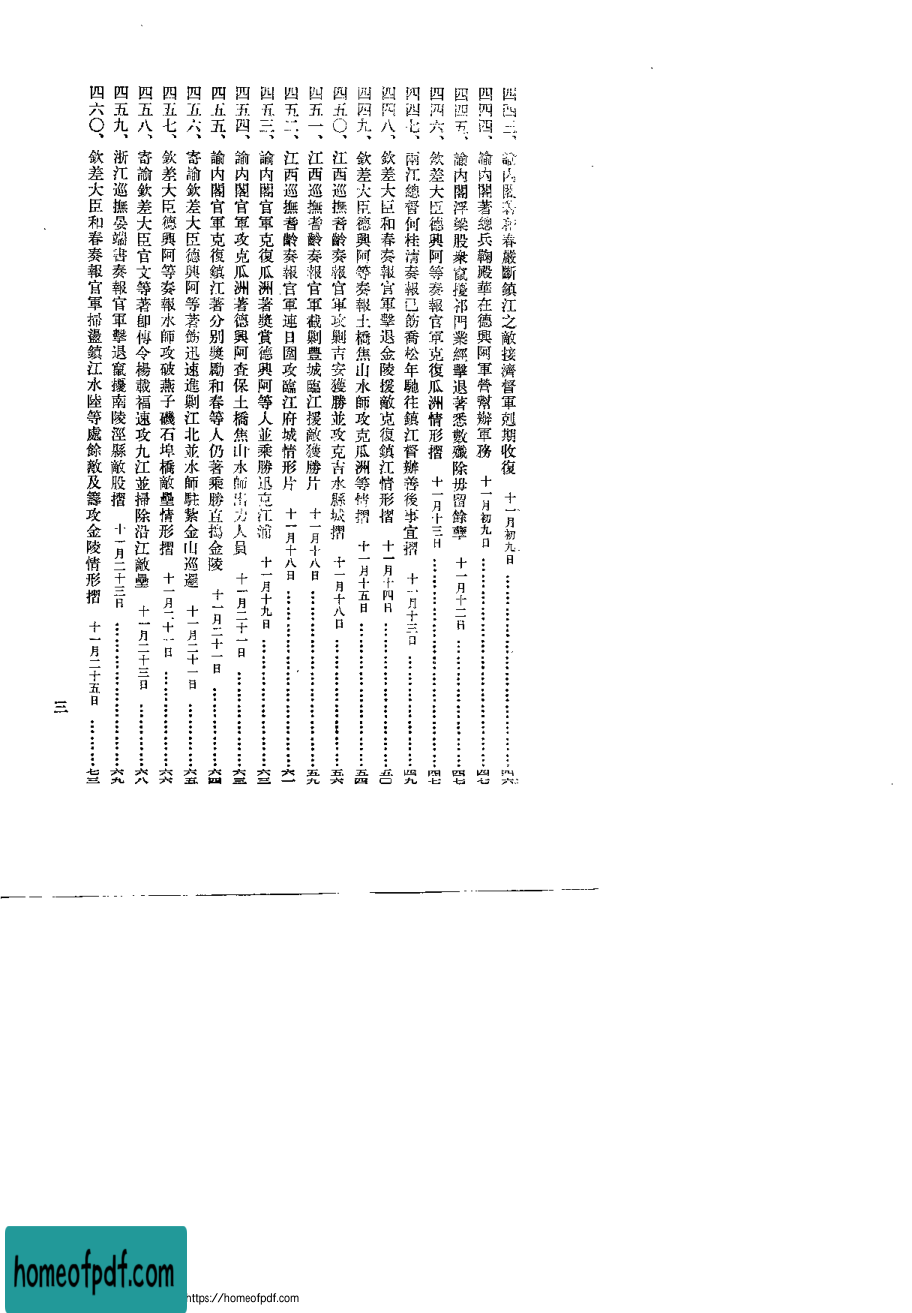 四四三、諭內閣著和春嚴斷鎮江之敵接濟督軍剋期收復 十一月初九日………四六
四四四、諭內閣著總兵鞠殿華在德興阿軍營幫辦軍務 十一月初九日………四七
四四五、諭內閣浮梁股衆竄擾祁門業經擊退著悉數殲除毋留餘孽 十一月十二日………四七
四四六、欽差大臣德興阿等奏報官軍克復瓜洲情形摺 十一月十三日………四七
四四七、兩江總督何桂淸奏報已飭喬松年馳往鎮江督辦善後事宜摺 十一月十三日………四九
四四八、欽差大臣和春奏報官軍擊退金陵援敵克復鎮江情形摺 十一月十四日………五〇
四四九、欽差大臣德興阿等奏報土橋焦山水師攻克瓜洲等情摺 十一月十五日………五四
四五〇、江西巡撫耆齡奏報官軍攻剿吉安獲勝並攻克吉水縣城摺 十一月十八日………五六
四五一、江西巡撫耆齡奏報官軍截剿豐城臨江援敵獲勝片 十一月十八日………五九
四五二、江西巡撫耆齡奏報官軍連日圍攻臨江府城情形片 十一月十八日………六一
四五三、諭內閣官軍克復瓜洲著獎賞德興阿等人並乘勝迅克江浦 十一月十九日………六三
四五四、諭內閣官軍攻克瓜洲著德興阿查保土橋焦山水師出力人員 十一月二十一日………六三
四五五、諭內閣官軍克復鎮江著分別獎勵和春等人仍著乘勝直搗金陵 十一月二十一日………六四
四五六、寄諭欽差大臣德興阿等著飭迅速進剿江北並水師駐紮金山巡邏 十一月二十一日………六五
四五七、欽差大臣德興阿等奏報水師攻破燕子磯石埠橋敵壘情形摺 十一月二十一日………六六
四五八、寄諭欽差大臣官文等著卽傳令楊載福速攻九江並掃除沿江敵壘 十一月二十三日………六八
四五九、浙江巡撫晏端書奏報官軍擊退竄擾南陵涇縣敵股摺 十一月二十三日………六九
四六〇、欽差大臣和春奏報官軍掃盪鎮江水陸等處餘敵及籌攻金陵情形摺 十一月二十五日………七三
三
homeofpdf.com
https://homeofpdf.com